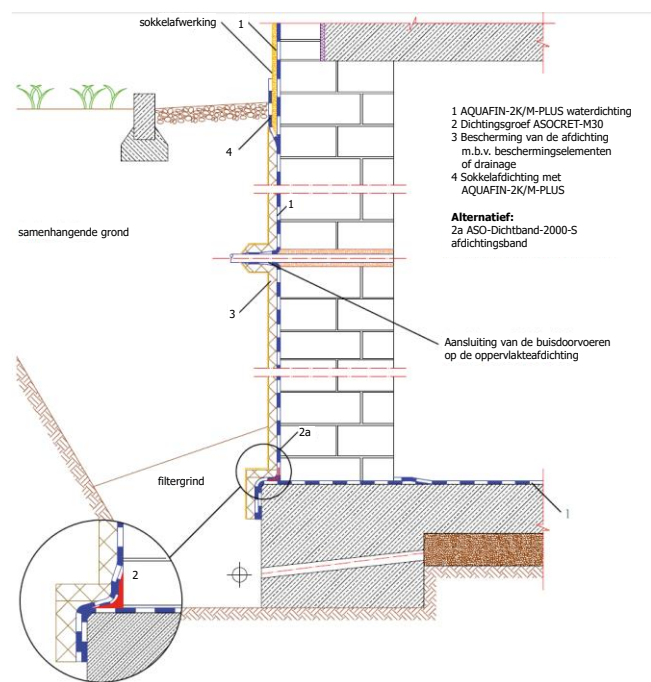 sokkelafwerking
1
4
1 AQUAFIN-2K/M-PLUS waterdichting
2 Dichtingsgroef ASOCRET-M30
3 Bescherming van de afdichting
m.b.v. beschermingselementen
of drainage
4 Sokkelafdichting met
AQUAFIN-2K/M-PLUS
Alternatief:
2a ASO-Dichtband-2000-S
afdichtingsband
1
samenhangende grond
3
Aansluiting van de buisdoorvoeren
op de oppervlakteafdichting
2a
filtergrind
1
2